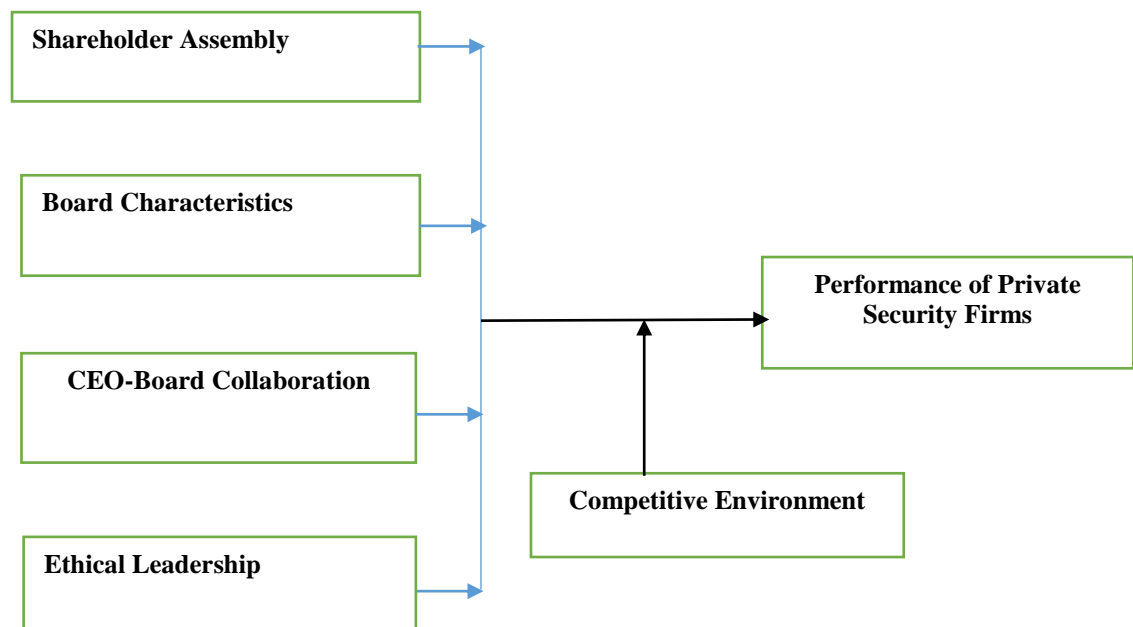 Shareholder Assembly
Board Characteristics
Performance of Private
Security Firms
CEO-Board Collaboration
Competitive Environment
Ethical Leadership